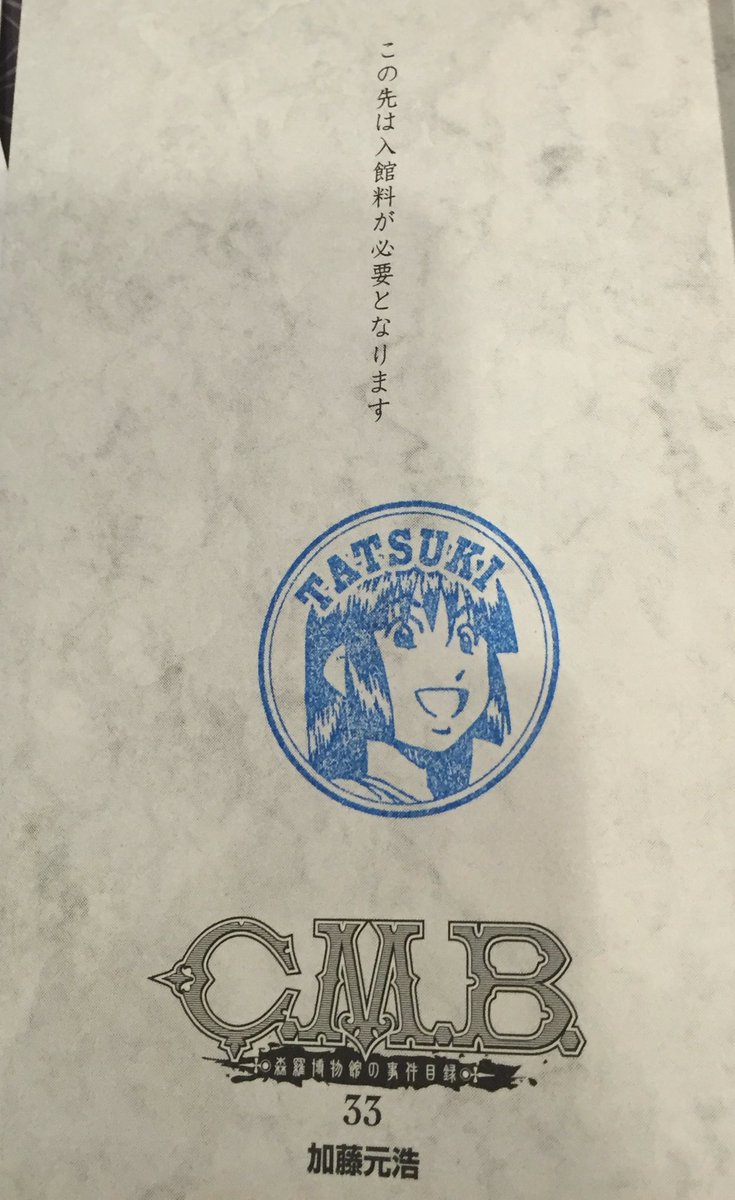 この先は入館料が必要となります
TATSUKI
C.M.B.
森羅博物館の事件目録
33
加藤元浩